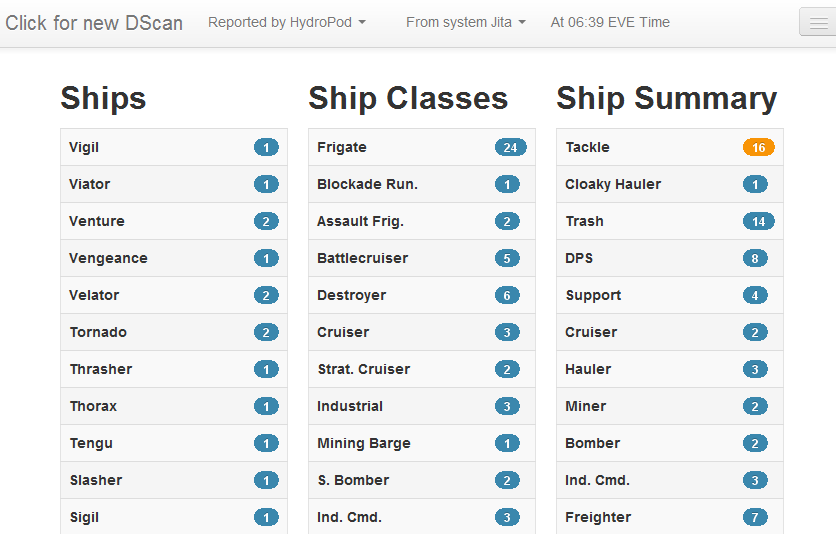 Click for new DScan Reported by HydroPod From system Jita At 06:39 EVE Time
Ships
Vigil 1
Viator 1
Venture 2
Vengeance 1
Velator 2
Tornado 2
Thrasher 1
Thorax 1
Tengu 1
Slasher 1
Sigil 1
Ship Classes
Frigate 24
Blockade Run. 1
Assault Frig. 2
Battlecruiser 5
Destroyer 6
Cruiser 3
Strat. Cruiser 2
Industrial 3
Mining Barge 1
S. Bomber 2
Ind. Cmd. 3
Ship Summary
Tackle 16
Cloaky Hauler 1
Trash 14
DPS 8
Support 4
Cruiser 2
Hauler 3
Miner 2
Bomber 2
Ind. Cmd. 3
Freighter 7